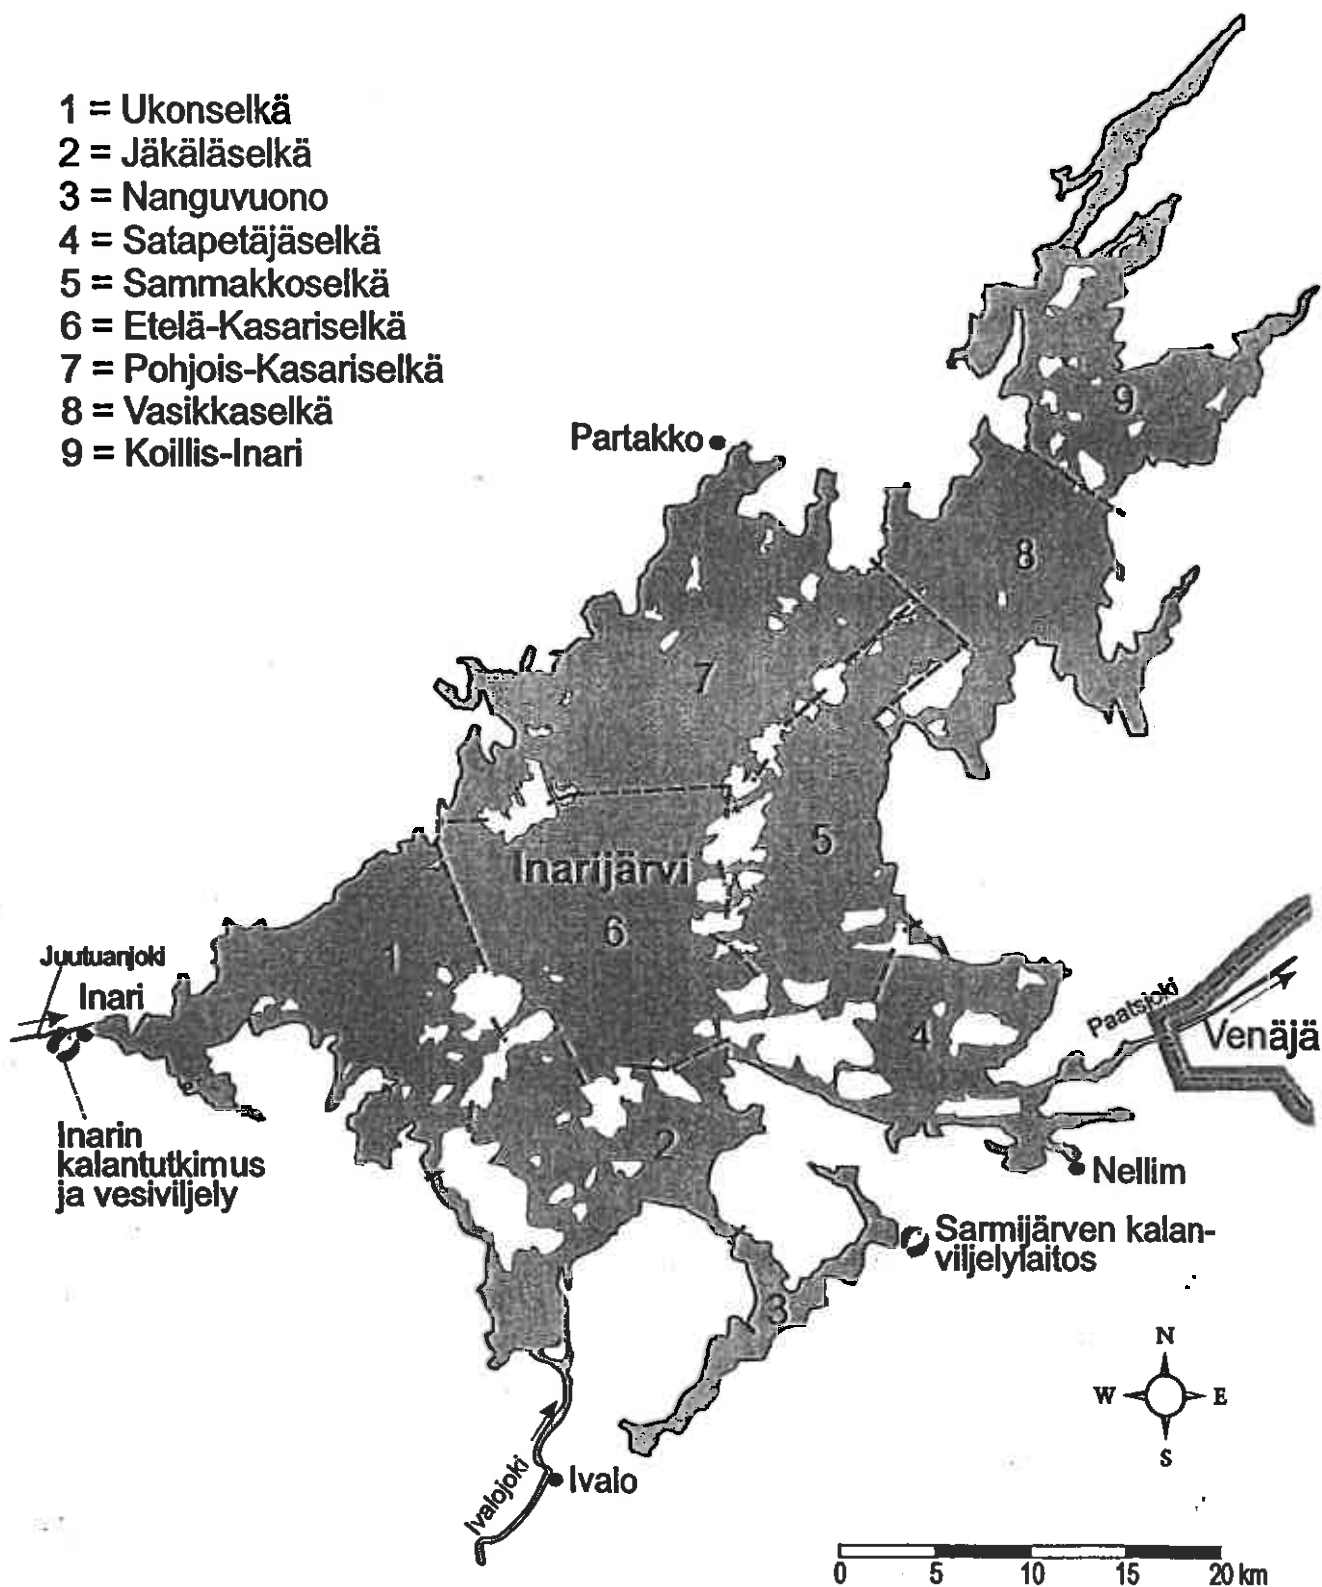 1 = Ukonselkä
2 = Jäkäläselkä
3 = Nanguvuono
4 = Satapetäjäselkä
5 = Sammakkoselkä
6 = Etelä-Kasariselkä
7 = Pohjois-Kasariselkä
8 = Vasikkaselkä
9 = Koillis-Inari
9
Partakko
8
7
5
Inarijärvi
6
1
Juutuanjoki
Inari
4
Paatsjoki
Venäjä
Inarin
kalantutkimus
ja vesiviljely
2
Nellim
Sarmijärven kalan-
viljelylaitos
3
N
W
E
S
Ivalojoki
Ivalo
0 5 10 15 20 km